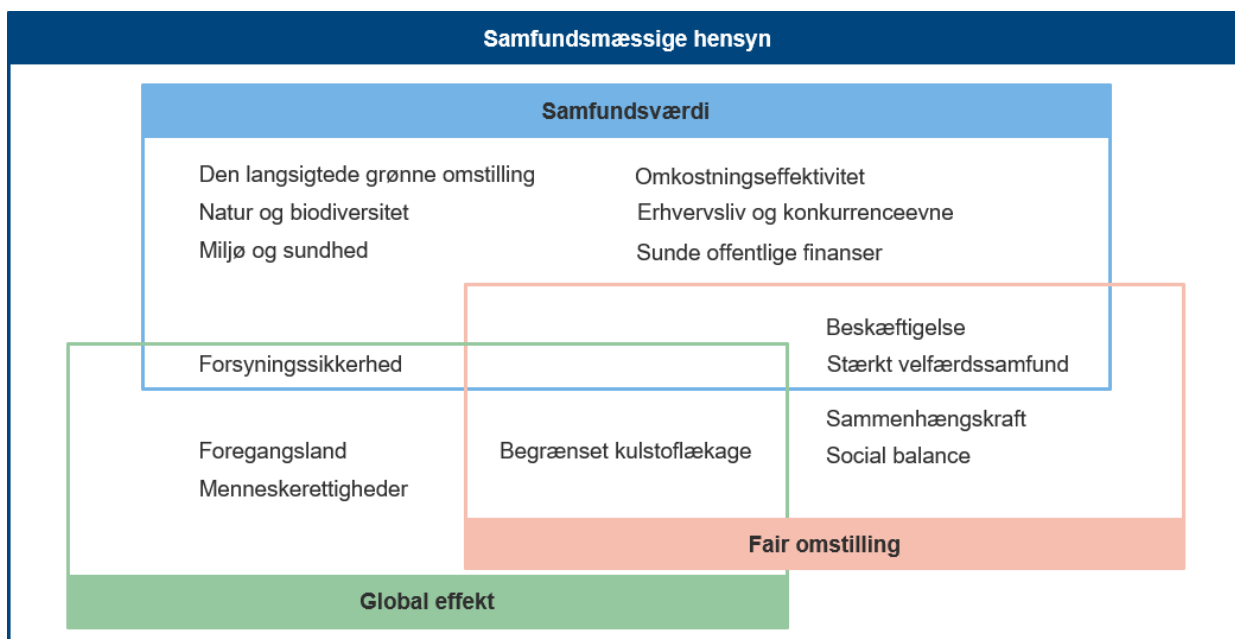 Samfundsmæssige hensyn
Samfundsværdi
Den langsigtede grønne omstilling
Natur og biodiversitet
Miljø og sundhed
Omkostningseffektivitet
Erhvervsliv og konkurrenceevne
Sunde offentlige finanser
Beskæftigelse
Stærkt velfærdssamfund
Forsyningssikkerhed
Foregangsland
Menneskerettigheder
Begrænset kulstoflækage
Sammenhængskraft
Social balance
Fair omstilling
Global effekt